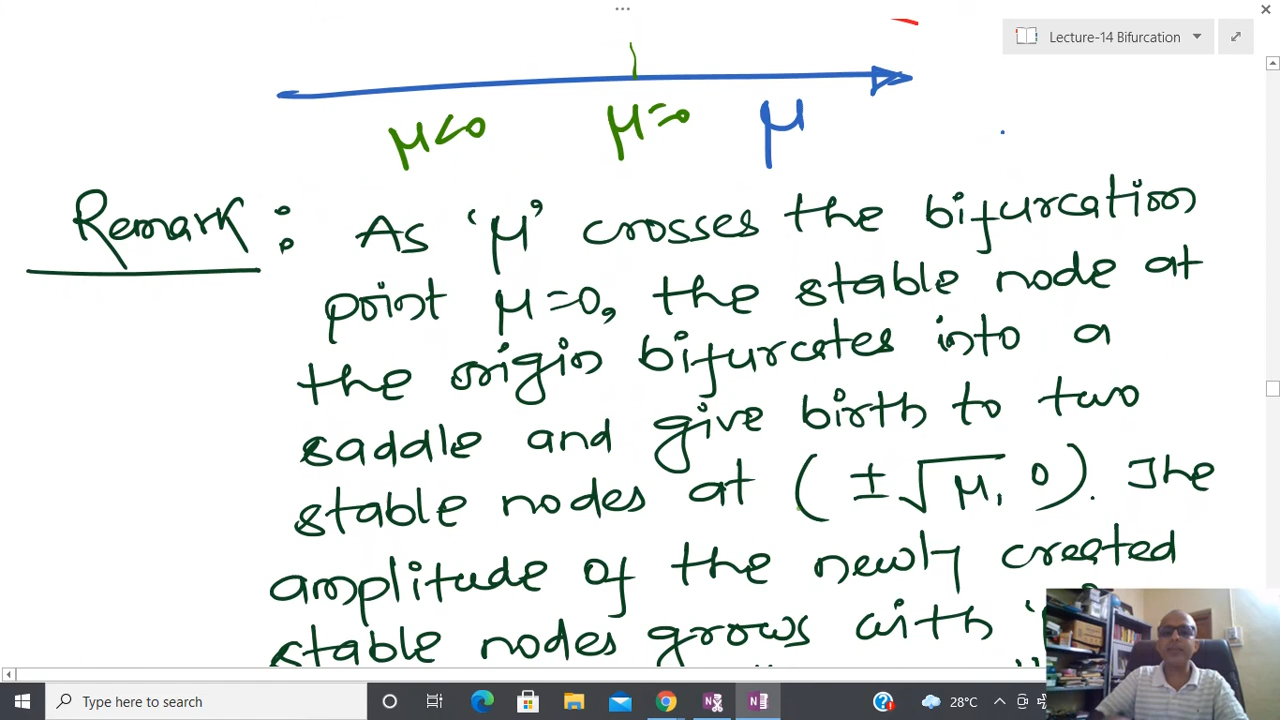 Lecture-14 Bifurcation
μ<0 μ=0 μ
Remark : As 'μ' crosses the bifurcation
point μ=0, the stable node at
the origin bifurcates into a
saddle and give birth to two
stable nodes at (±√μ, 0). The
amplitude of the newly created
stable nodes grows with
Type here to search
28°C